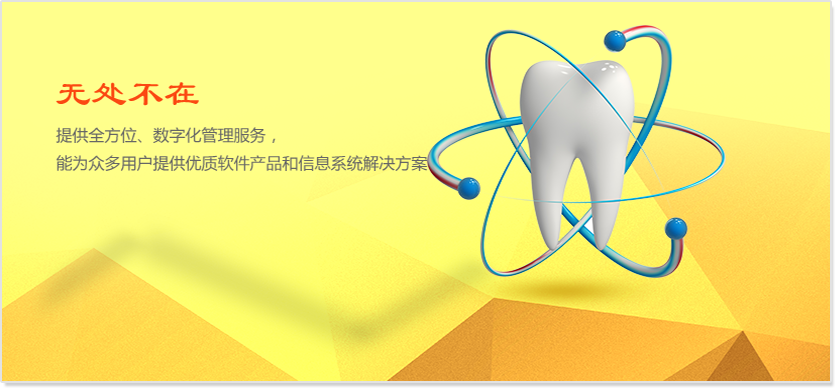 无处不在
提供全方位、数字化管理服务，
能为众多用户提供优质软件产品和信息系统解决方案